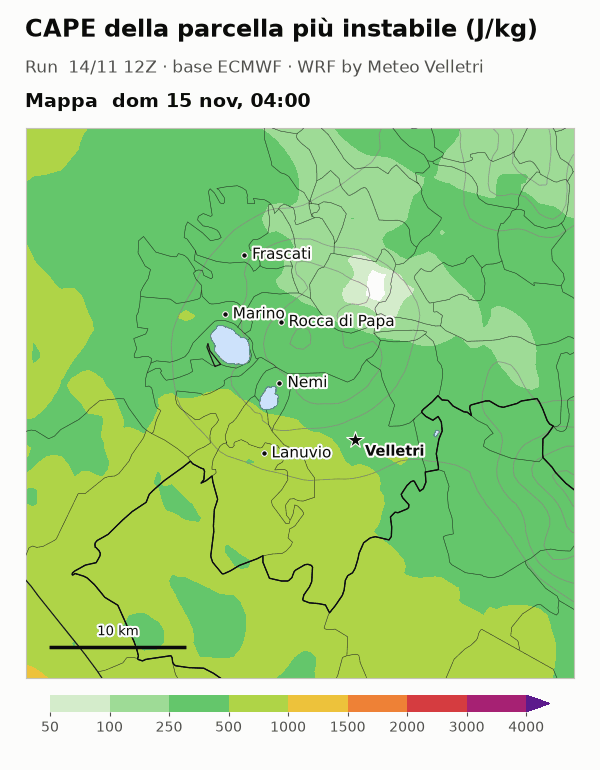 CAPE della parcella più instabile (J/kg)
Run  14/11 12Z · base ECMWF · WRF by Meteo Velletri
Mappa  dom 15 nov, 04:00
Frascati
Marino
Rocca di Papa
Nemi
Velletri
Lanuvio
10 km
50 100 250 500 1000 1500 2000 3000 4000